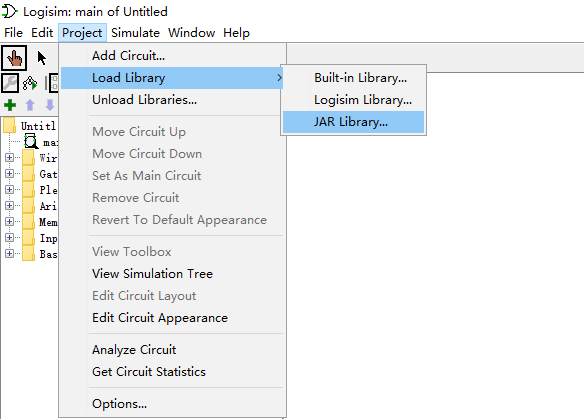 Logisim: main of Untitled
File Edit Project Simulate Window Help
Add Circuit...
Load Library
Unload Libraries...
Built-in Library...
Logisim Library...
JAR Library...
Move Circuit Up
Move Circuit Down
Set As Main Circuit
Remove Circuit
Revert To Default Appearance
View Toolbox
View Simulation Tree
Edit Circuit Layout
Edit Circuit Appearance
Analyze Circuit
Get Circuit Statistics
Options...
Untitl
mai
Wir
Gat
Ple
Ari
Mem
Inp
Bas